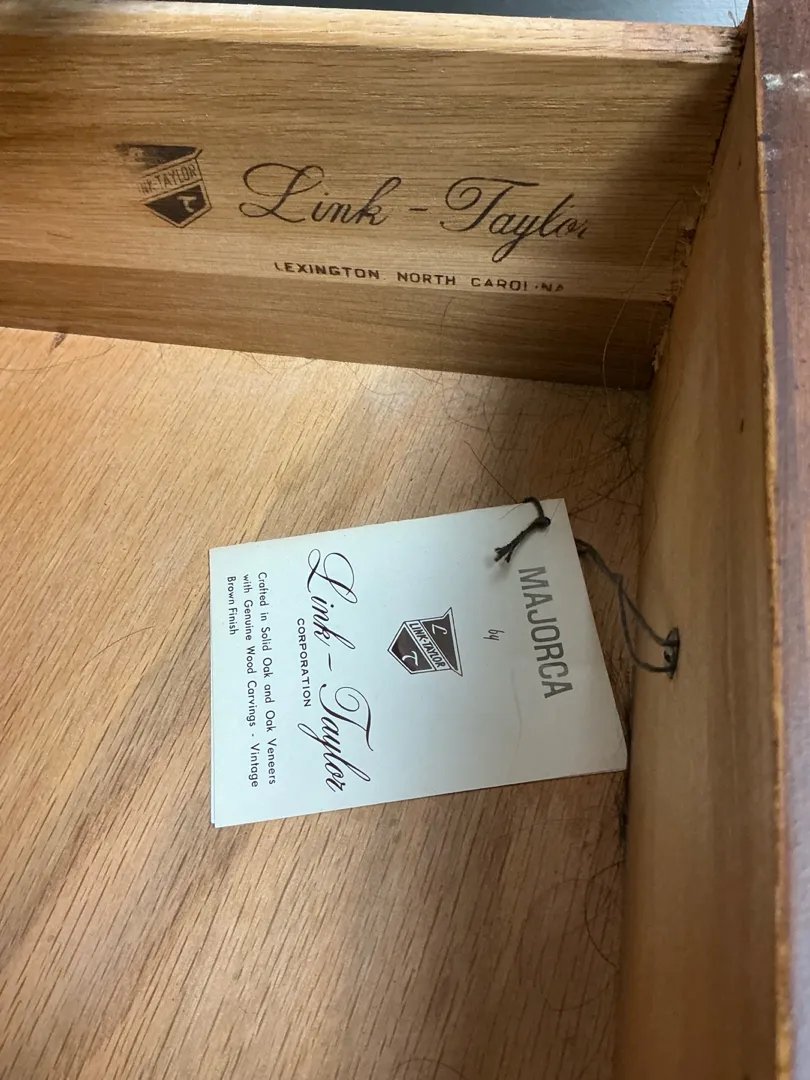 LINK-TAYLOR
Link-Taylor
LEXINGTON, NORTH CAROLINA
MAJORCA
by
L
LINK-TAYLOR
T
Link-Taylor
CORPORATION
Crafted in Solid Oak and Oak Veneers
with Genuine Wood Carvings - Vintage
Brown Finish